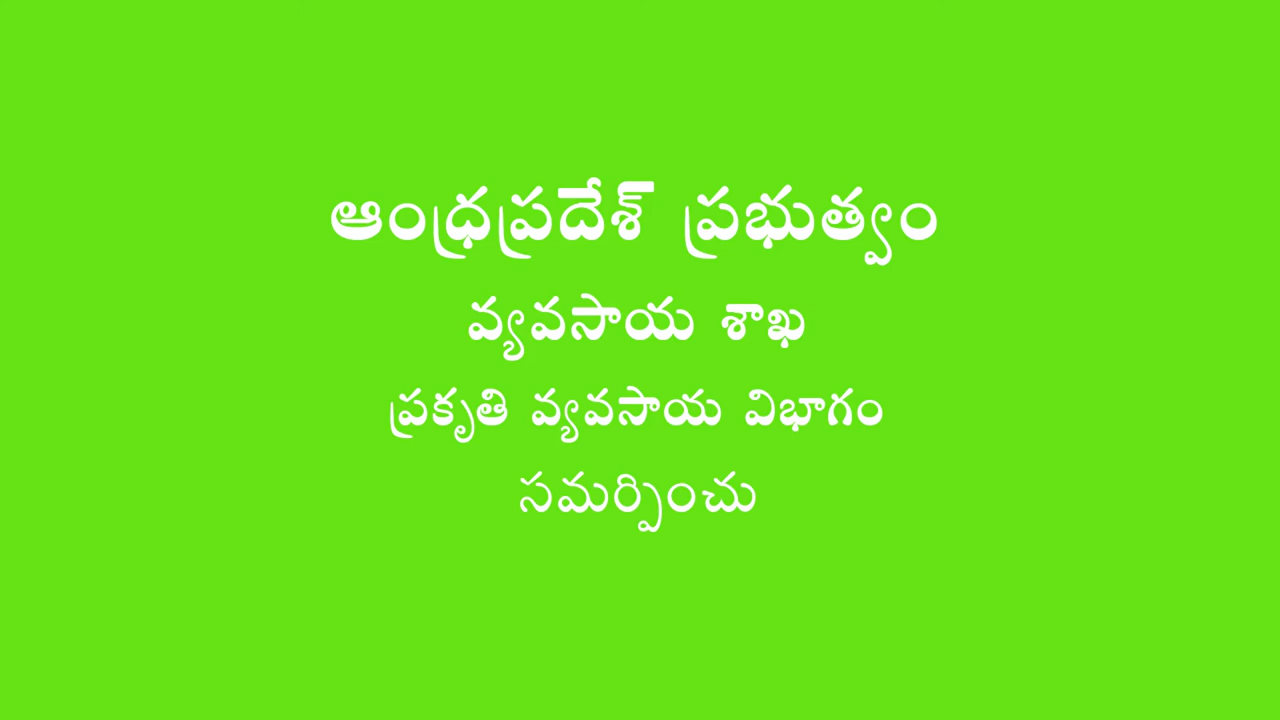 ఆంధ్రప్రదేశ్ ప్రభుత్వం
వ్యవసాయ శాఖ
ప్రకృతి వ్యవసాయ విభాగం
సమర్పించు